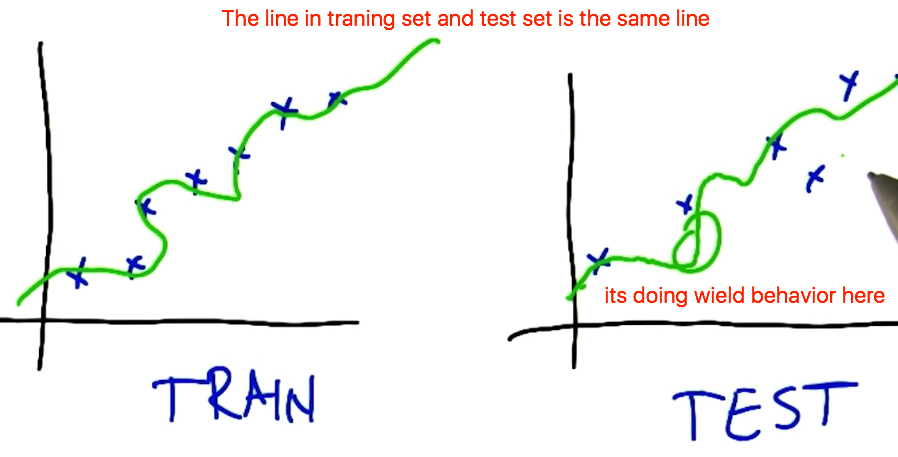 The line in traning set and test set is the same line
its doing wield behavior here
TRAIN
TEST